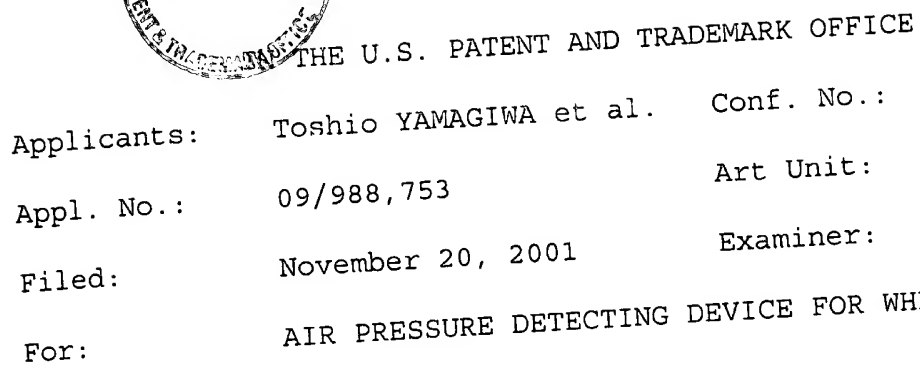 THE U.S. PATENT AND TRADEMARK OFFICE
Applicants: Toshio YAMAGIWA et al. Conf. No.:
Appl. No.: 09/988,753 Art Unit:
Filed: November 20, 2001 Examiner:
For: AIR PRESSURE DETECTING DEVICE FOR